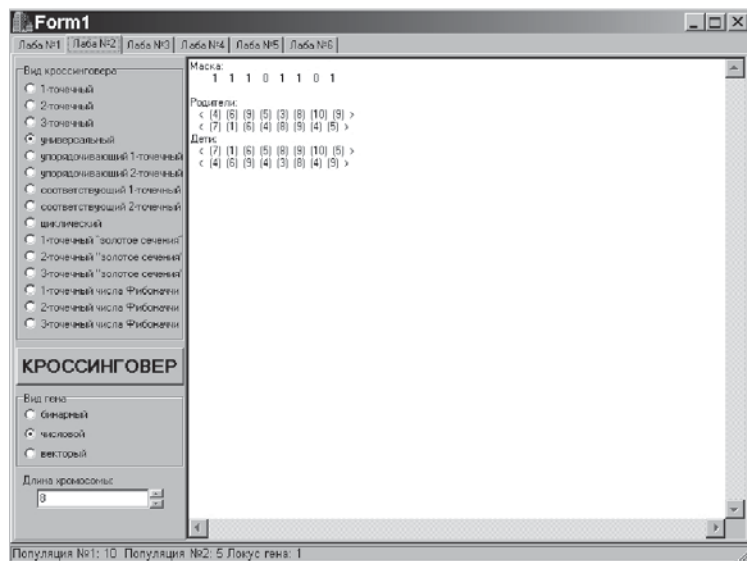 Form1
Лаба №1 Лаба №2 Лаба №3 Лаба №4 Лаба №5 Лаба №6
Вид кроссинговера
1-точечный
2-точечный
3-точечный
универсальный
упорядочивающий 1-точечный
упорядочивающий 2-точечный
соответствующий 1-точечный
соответствующий 2-точечный
циклический
1-точечный "золотое сечения"
2-точечный "золотое сечения"
3-точечный "золотое сечения"
1-точечный числа Фибоначчи
2-точечный числа Фибоначчи
3-точечный числа Фибоначчи
КРОССИНГОВЕР
Вид гена
бинарный
числовой
векторый
Длина хромосомы:
8
Маска:
1 1 1 0 1 1 0 1
Родители:
< (4) (6) (9) (5) (3) (8) (10) (9) >
< (7) (1) (6) (4) (8) (9) (4) (5) >
Дети:
< (7) (1) (6) (5) (8) (9) (10) (5) >
< (4) (6) (9) (4) (3) (8) (4) (9) >
Популяция №1: 10 Популяция №2: 5 Локус гена: 1